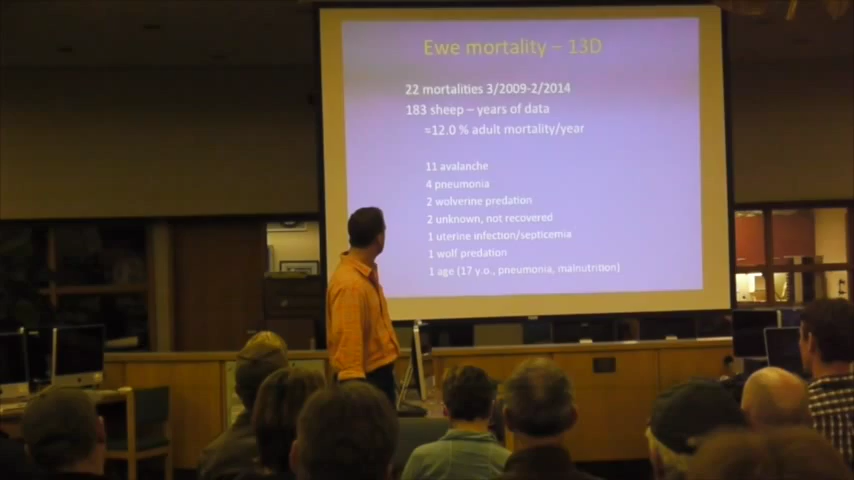 Ewe mortality – 13D
22 mortalities 3/2009-2/2014
183 sheep – years of data
≈12.0 % adult mortality/year
11 avalanche
4 pneumonia
2 wolverine predation
2 unknown, not recovered
1 uterine infection/septicemia
1 wolf predation
1 age (17 y.o., pneumonia, malnutrition)